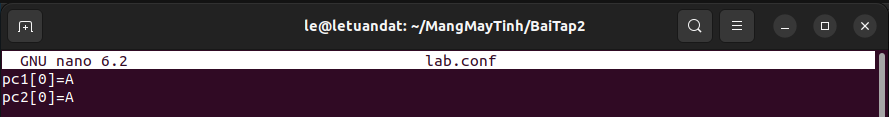 le@letuandat: ~/MangMayTinh/BaiTap2
GNU nano 6.2 lab.conf
pc1[0]=A
pc2[0]=A